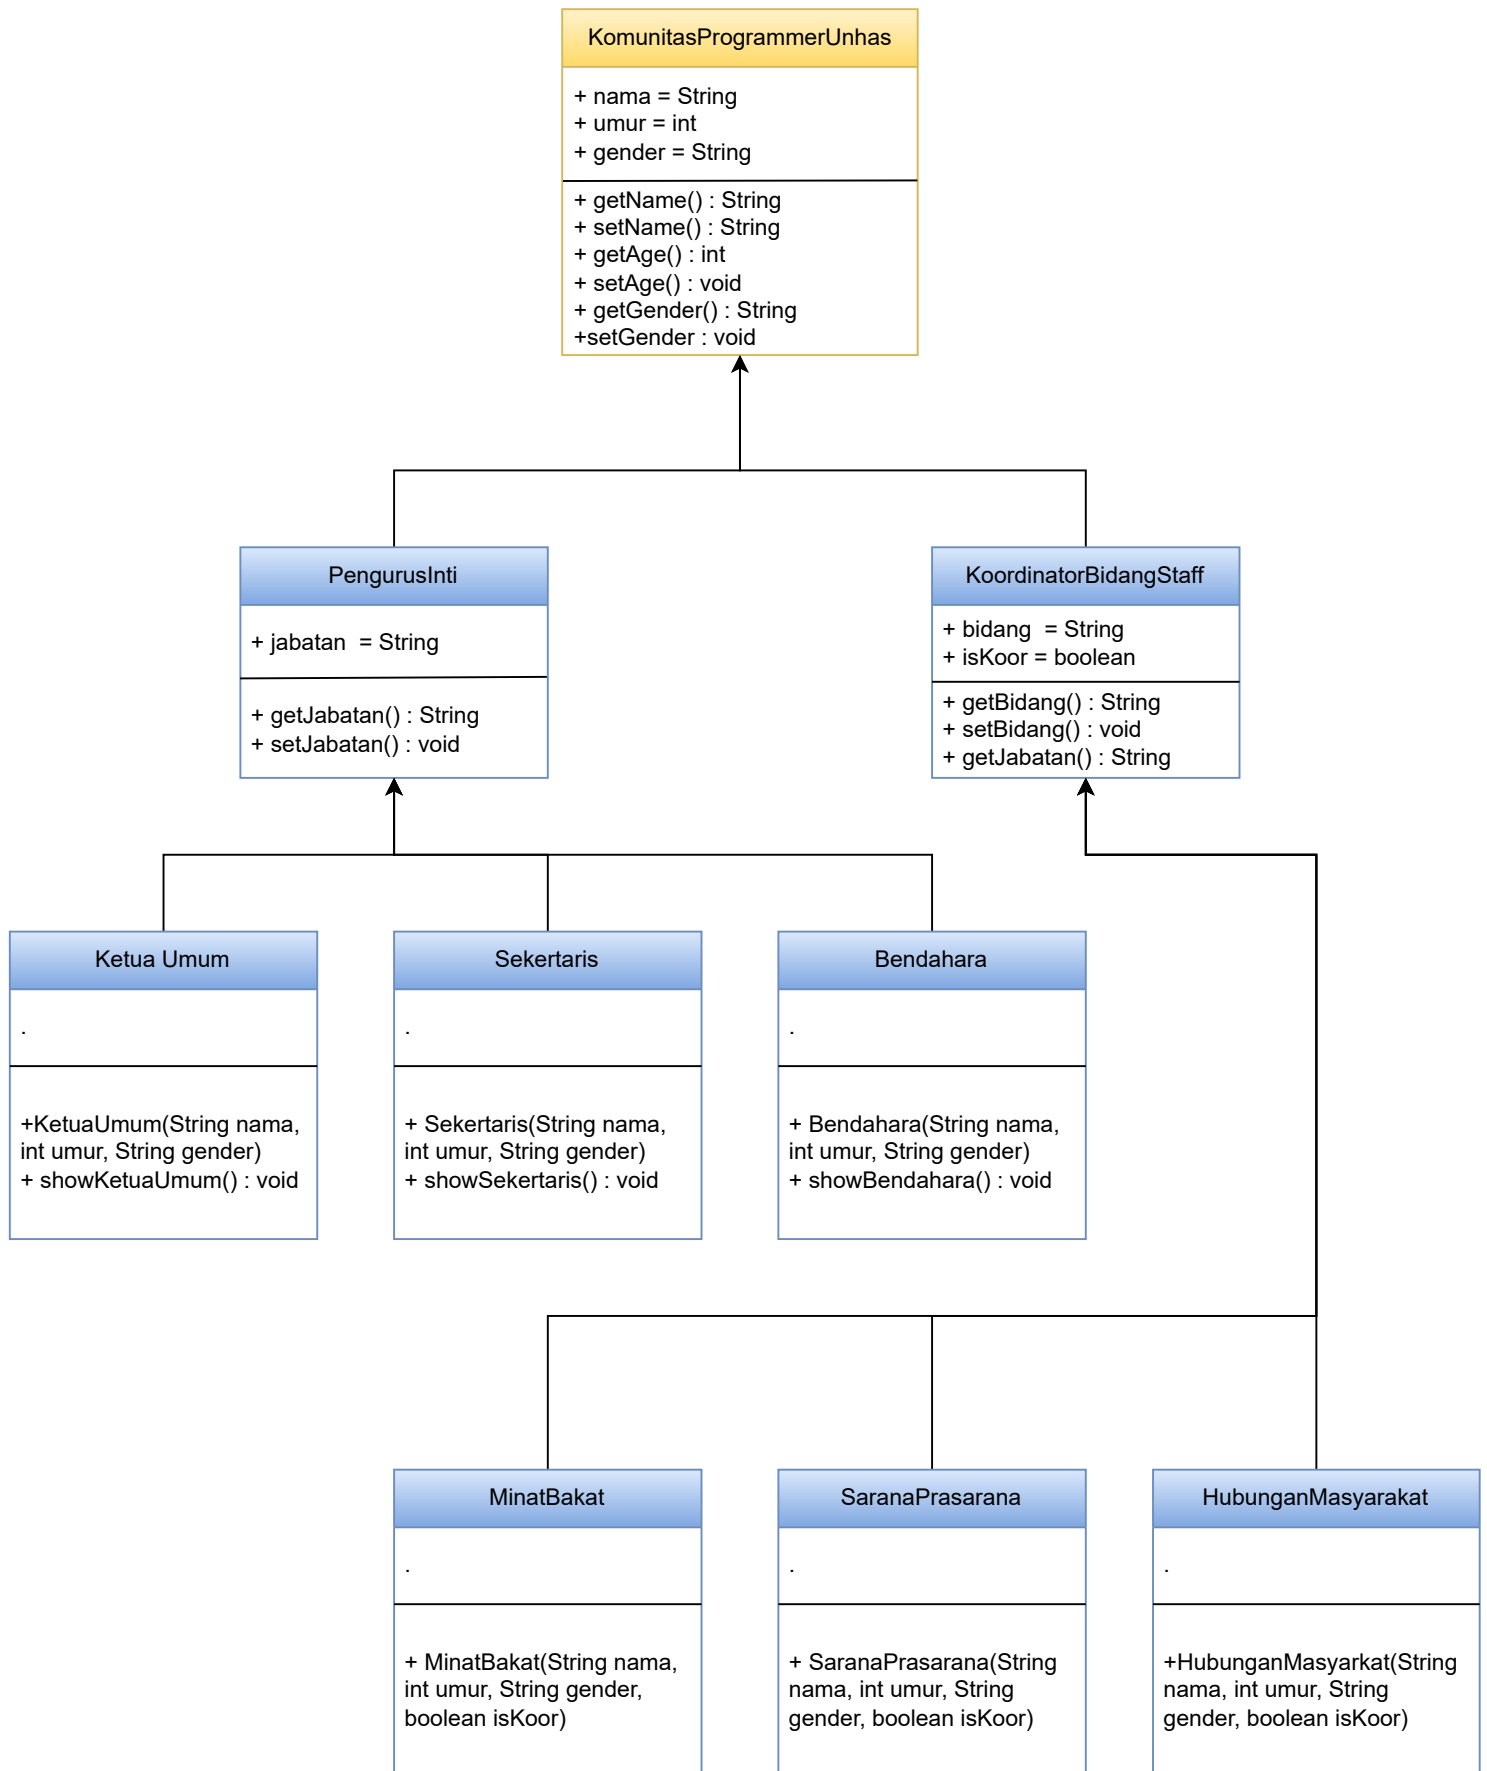 KomunitasProgrammerUnhas
+ nama = String
+ umur = int
+ gender = String
+ getName() : String
+ setName() : String
+ getAge() : int
+ setAge() : void
+ getGender() : String
+setGender : void
PengurusInti
+ jabatan  = String
+ getJabatan() : String
+ setJabatan() : void
KoordinatorBidangStaff
+ bidang  = String
+ isKoor = boolean
+ getBidang() : String
+ setBidang() : void
+ getJabatan() : String
Ketua Umum
.
+KetuaUmum(String nama,
int umur, String gender)
+ showKetuaUmum() : void
Sekertaris
.
+ Sekertaris(String nama,
int umur, String gender)
+ showSekertaris() : void
Bendahara
.
+ Bendahara(String nama,
int umur, String gender)
+ showBendahara() : void
MinatBakat
.
+ MinatBakat(String nama,
int umur, String gender,
boolean isKoor)
SaranaPrasarana
.
+ SaranaPrasarana(String
nama, int umur, String
gender, boolean isKoor)
HubunganMasyarakat
.
+HubunganMasyarkat(String
nama, int umur, String
gender, boolean isKoor)